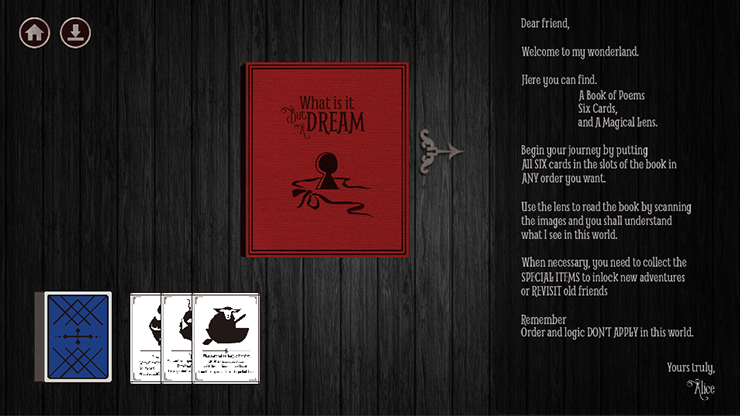 What is it
But A DREAM
Dear friend,
Welcome to my wonderland.
Here you can find.
A Book of Poems
Six Cards,
and A Magical Lens.
Begin your journey by putting
All SIX cards in the slots of the book in
ANY order you want.
Use the lens to read the book by scanning
the images and you shall understand
what I see in this world.
When necessary, you need to collect the
SPECIAL ITEMS to inlock new adventures
or REVISIT old friends
Remember
Order and logic DON'T APPLY in this world.
Yours truly,
Alice